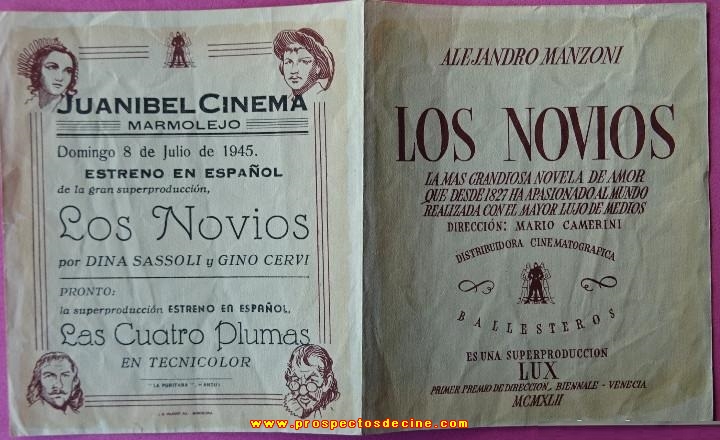 JUANIBEL CINEMA
MARMOLEJO
Domingo 8 de Julio de 1945.
ESTRENO EN ESPAÑOL
de la gran superproducción,
Los Novios
por DINA SASSOLI y GINO CERVI
PRONTO:
la superproducción ESTRENO EN ESPAÑOL,
Las Cuatro Plumas
EN TECNICOLOR
"LA PURITANA".-ANDUJ
ALEJANDRO MANZONI
LOS NOVIOS
LA MAS GRANDIOSA NOVELA DE AMOR
QUE DESDE 1827 HA APASIONADO AL MUNDO
REALIZADA CON EL MAYOR LUJO DE MEDIOS
DIRECCIÓN: MARIO CAMERINI
DISTRIBUIDORA CINEMATOGRAFICA
BALLESTEROS
ES UNA SUPERPRODUCCION
LUX
PRIMER PREMIO DE DIRECCION, BIENNALE - VENECIA
MCMXLII
www.prospectosdecine.com